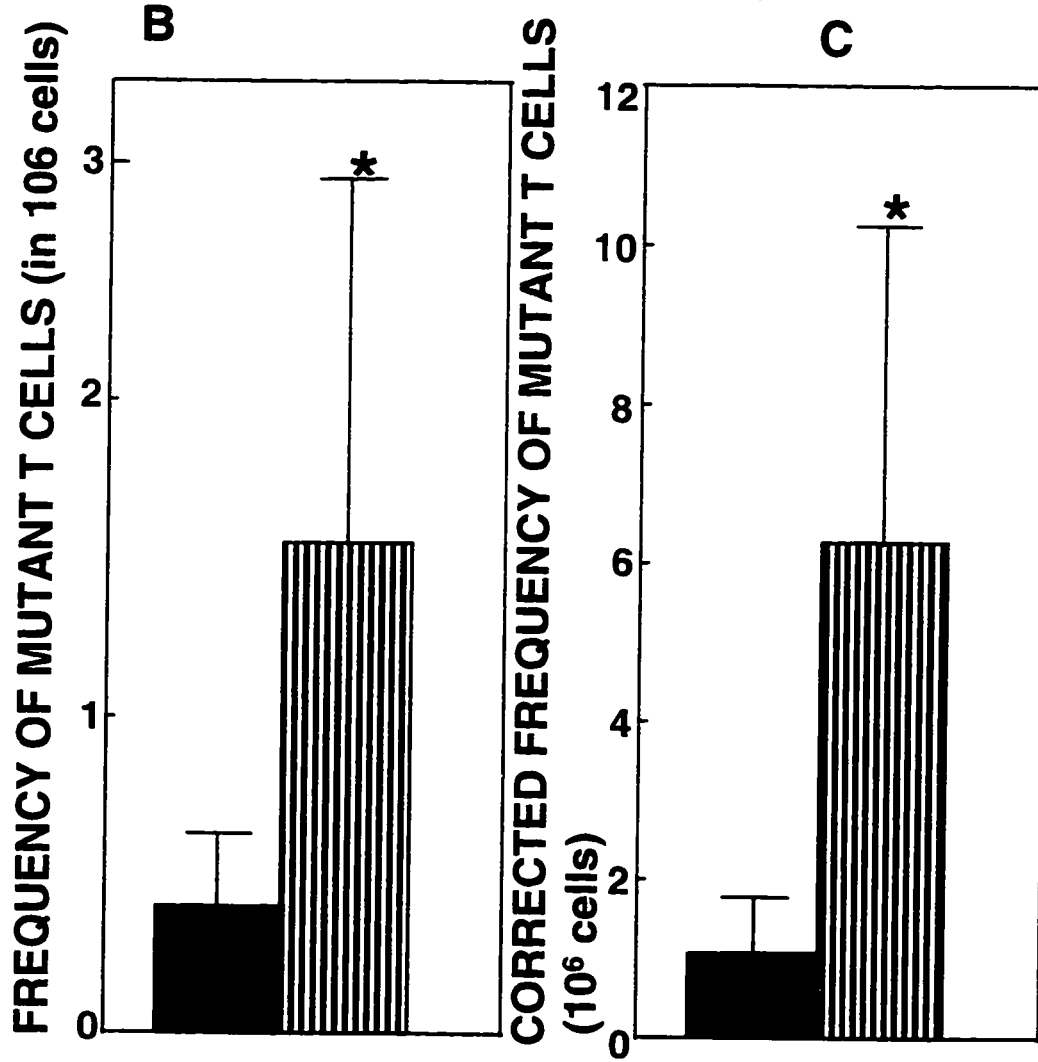 B
FREQUENCY OF MUTANT T CELLS (in 106 cells)
3
2
1
0
*
C
CORRECTED FREQUENCY OF MUTANT T CELLS
(10⁶ cells)
12
10
8
6
4
2
0
*